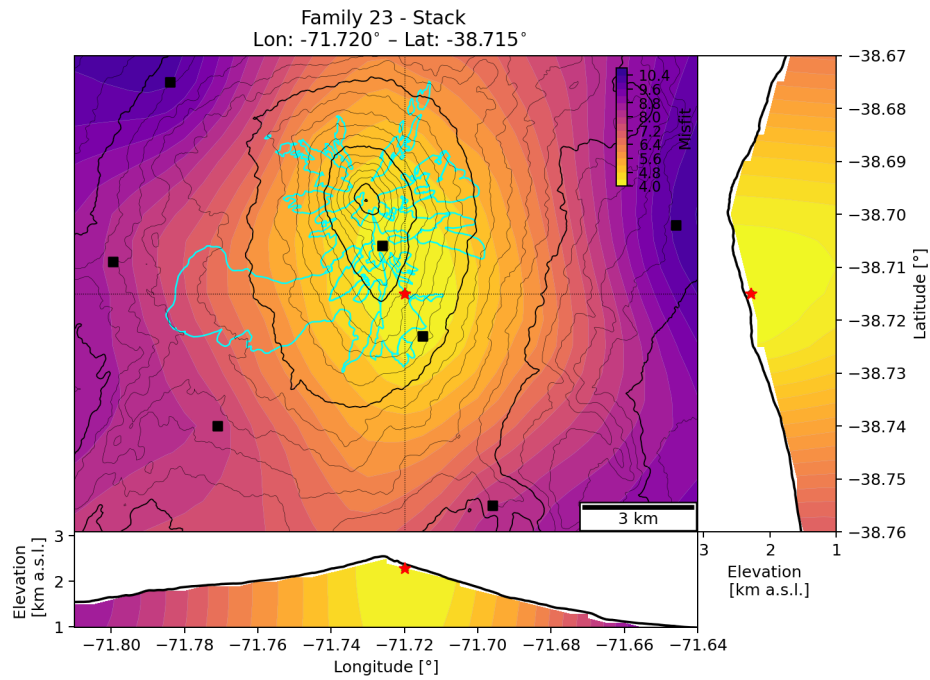 Family 23 - Stack
Lon: -71.720° – Lat: -38.715°
10.4
9.6
8.8
8.0
7.2
6.4
5.6
4.8
4.0
Misfit
3 km
−38.67
−38.68
−38.69
−38.70
−38.71
−38.72
−38.73
−38.74
−38.75
−38.76
Latitude [°]
3 2 1
Elevation
[km a.s.l.]
3
2
1
Elevation
[km a.s.l.]
−71.80 −71.78 −71.76 −71.74 −71.72 −71.70 −71.68 −71.66 −71.64
Longitude [°]